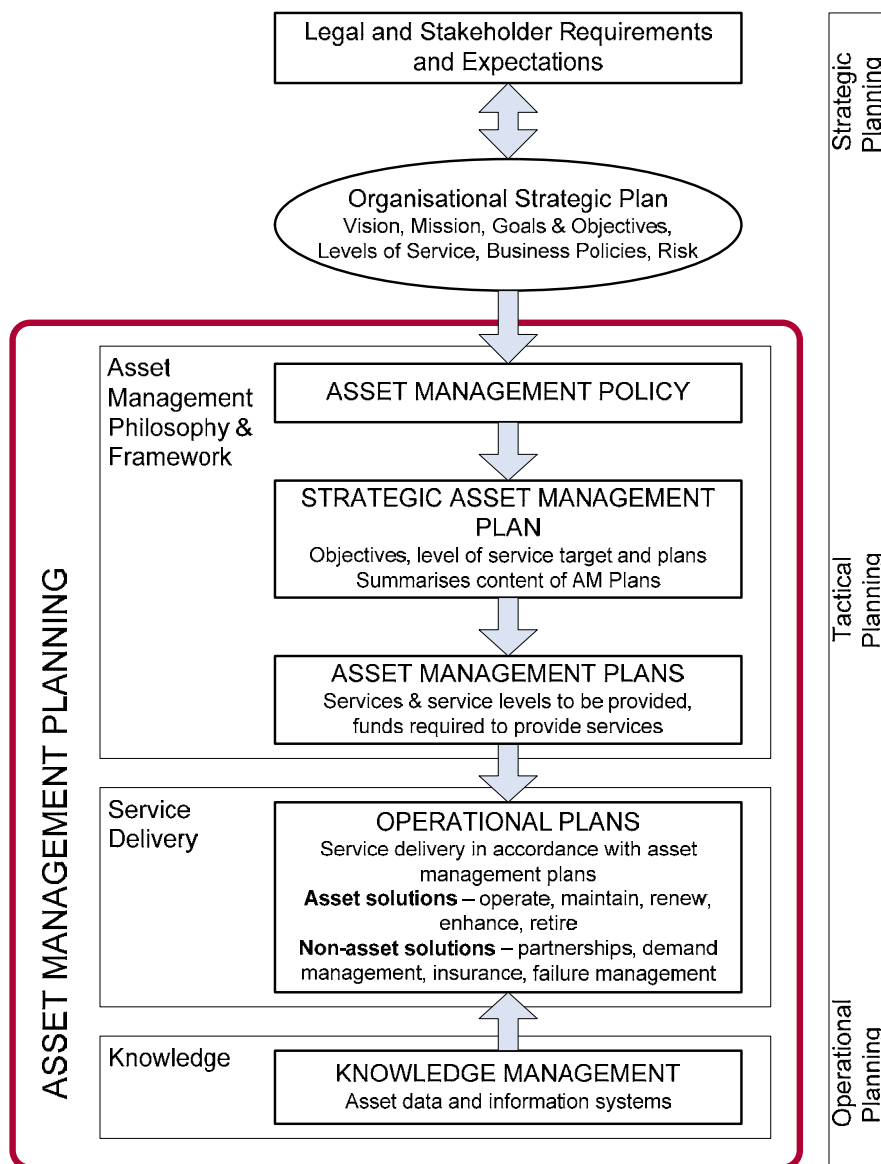 Legal and Stakeholder Requirements
and Expectations
Strategic
Planning
Organisational Strategic Plan
Vision, Mission, Goals & Objectives,
Levels of Service, Business Policies, Risk
ASSET MANAGEMENT PLANNING
Asset
Management
Philosophy &
Framework
ASSET MANAGEMENT POLICY
STRATEGIC ASSET MANAGEMENT
PLAN
Objectives, level of service target and plans
Summarises content of AM Plans
Tactical
Planning
ASSET MANAGEMENT PLANS
Services & service levels to be provided,
funds required to provide services
Service
Delivery
OPERATIONAL PLANS
Service delivery in accordance with asset
management plans
Asset solutions – operate, maintain, renew,
enhance, retire
Non-asset solutions – partnerships, demand
management, insurance, failure management
Knowledge
KNOWLEDGE MANAGEMENT
Asset data and information systems
Operational
Planning